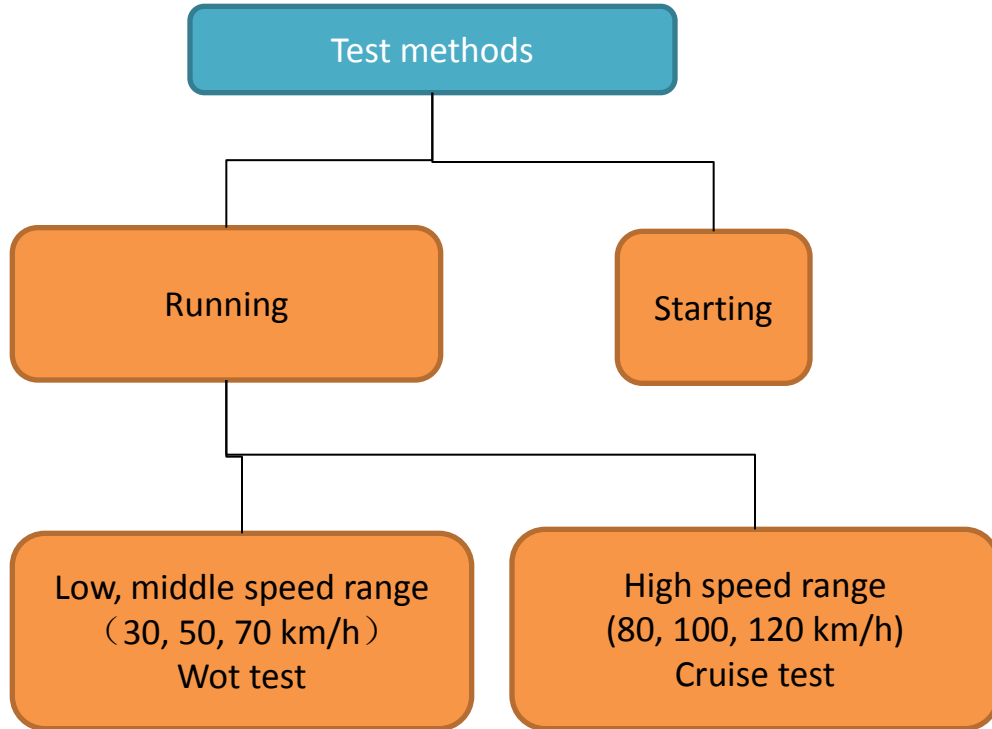 Test methods
Running
Starting
Low, middle speed range
（30, 50, 70 km/h）
Wot test
High speed range
(80, 100, 120 km/h)
Cruise test